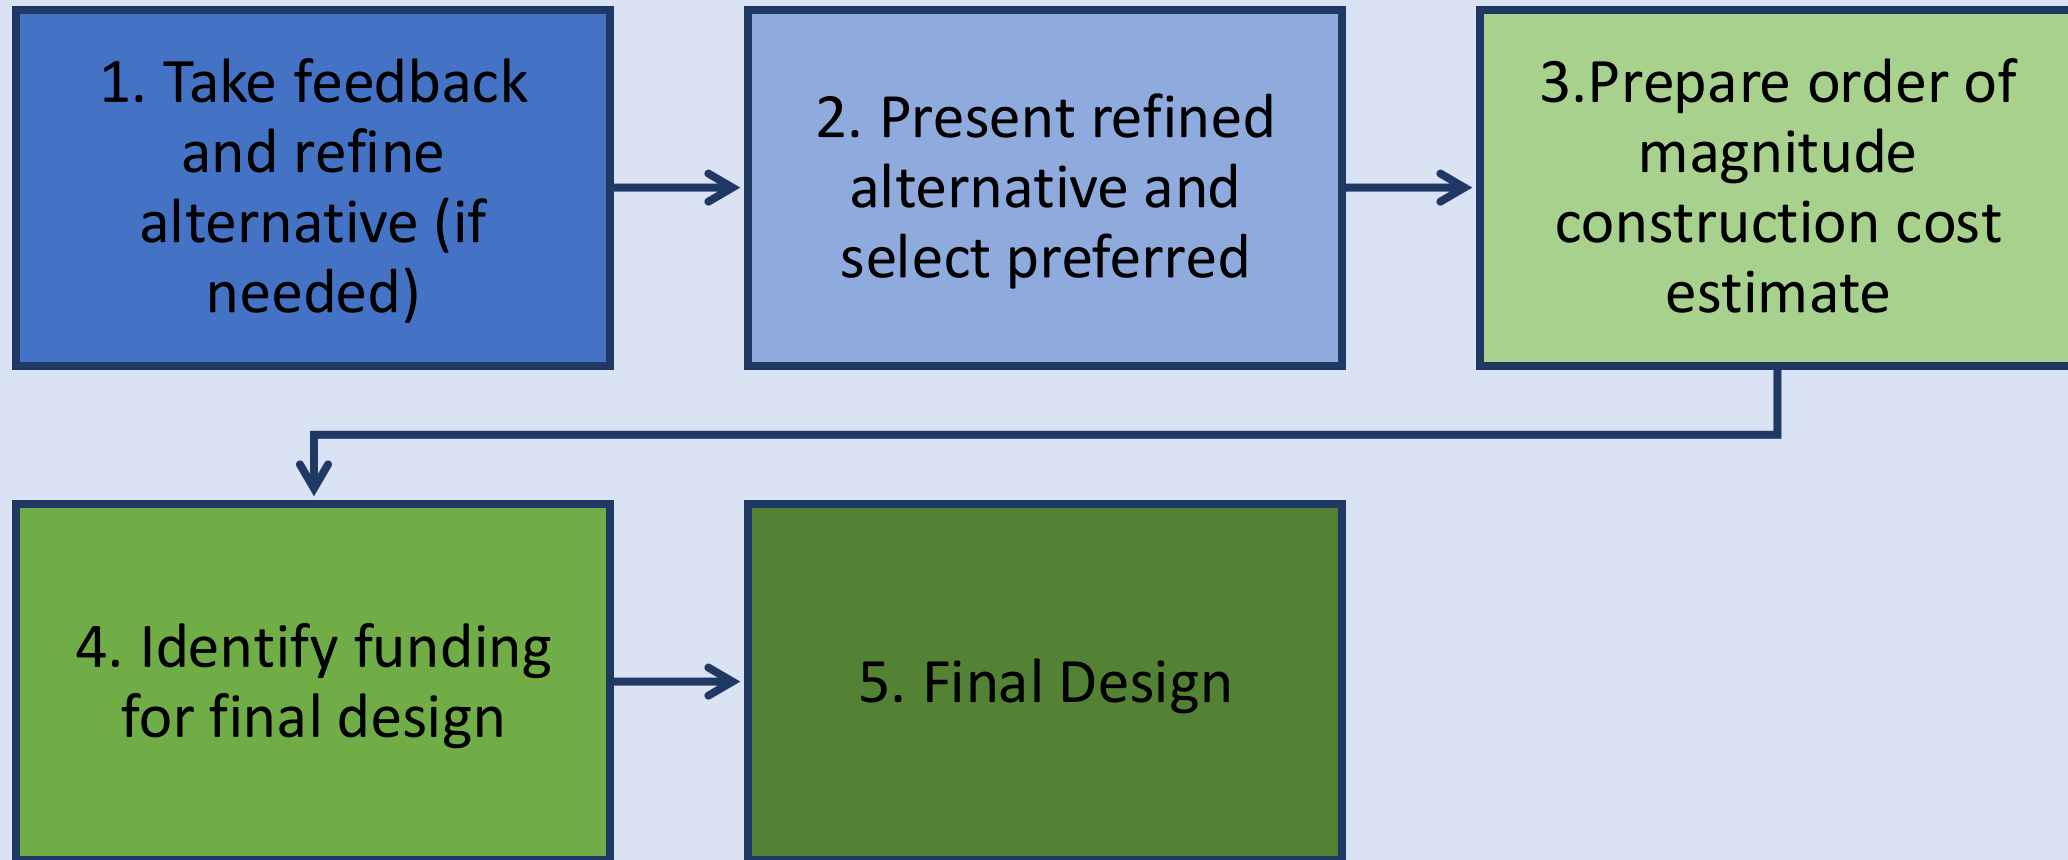 1. Take feedback
and refine
alternative (if
needed)
2. Present refined
alternative and
select preferred
3.Prepare order of
magnitude
construction cost
estimate
4. Identify funding
for final design
5. Final Design